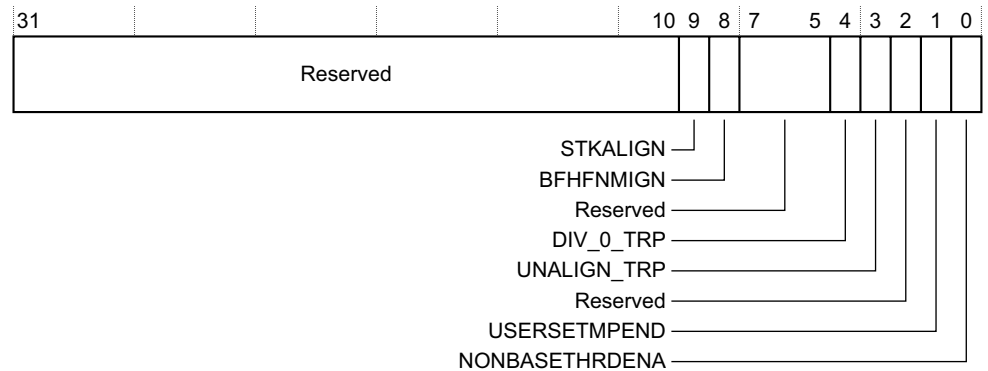 31 10 9 8 7 5 4 3 2 1 0
Reserved
STKALIGN
BFHFNMIGN
Reserved
DIV_0_TRP
UNALIGN_TRP
Reserved
USERSETMPEND
NONBASETHRDENA